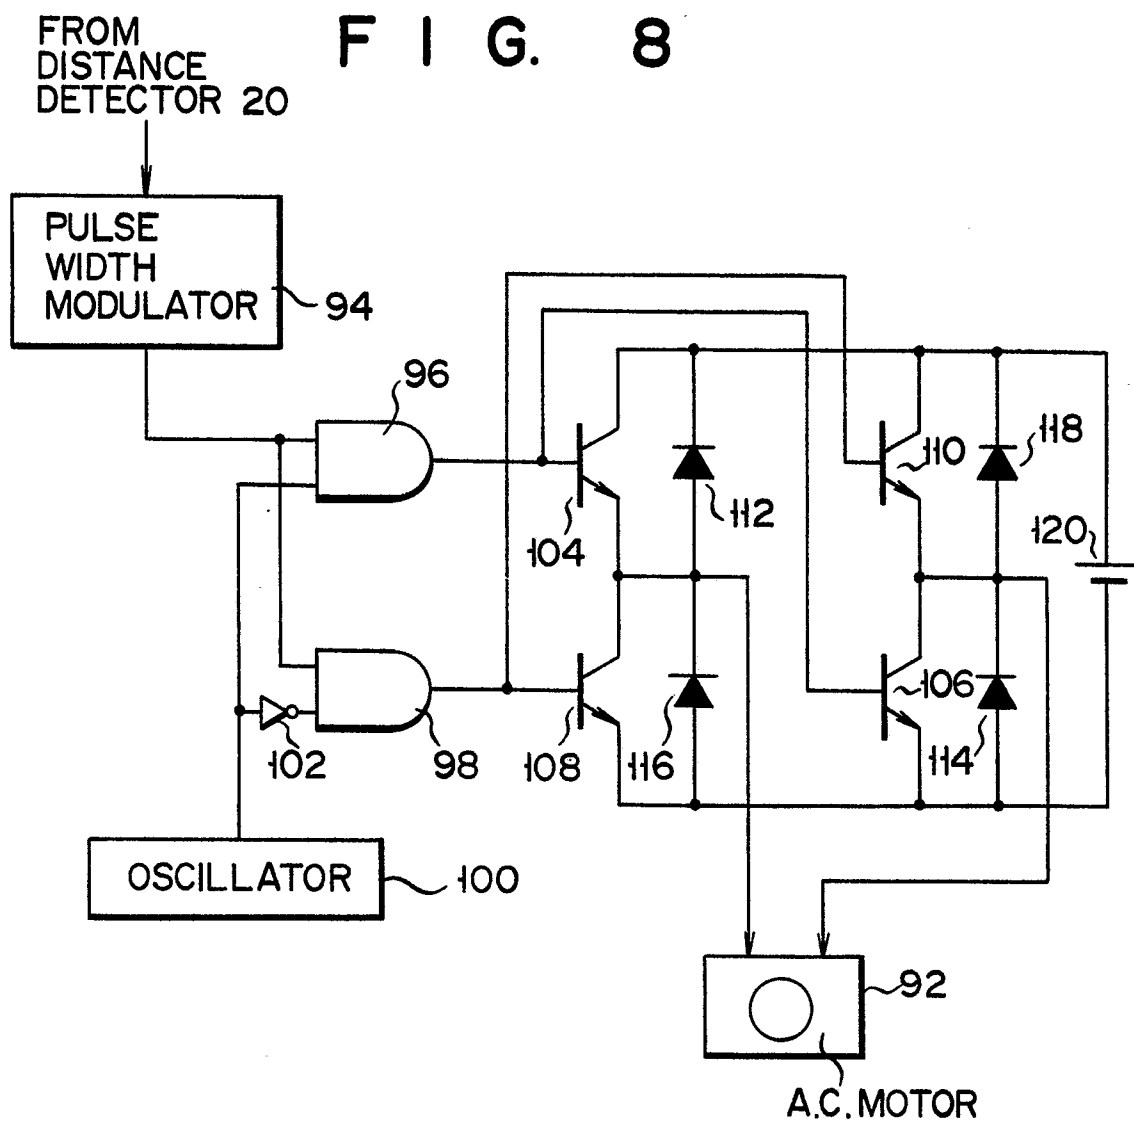 FIG. 8
FROM
DISTANCE
DETECTOR 20
PULSE
WIDTH
MODULATOR
94
96
110
118
112
104
120
102
98
108
116
106
114
OSCILLATOR
100
92
A.C. MOTOR